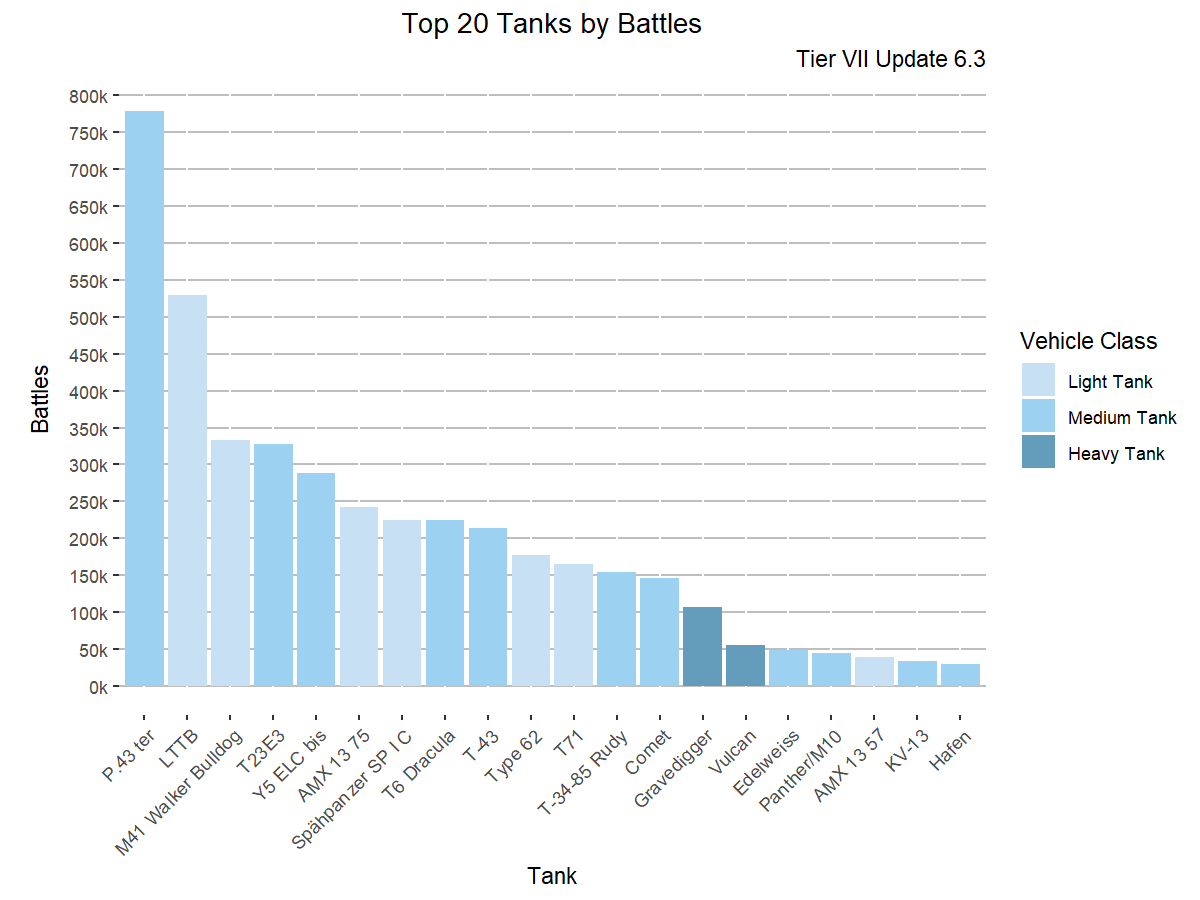 Top 20 Tanks by Battles
Tier VII Update 6.3
800k
750k
700k
650k
600k
550k
500k
450k
400k
350k
300k
250k
200k
150k
100k
50k
0k
Battles
P.43 ter
LTTB
M41 Walker Bulldog
T23E3
Y5 ELC bis
AMX 13 75
Spähpanzer SP I C
T6 Dracula
T-43
Type 62
T71
T-34-85 Rudy
Comet
Gravedigger
Vulcan
Edelweiss
Panther/M10
AMX 13 57
KV-13
Hafen
Tank
Vehicle Class
Light Tank
Medium Tank
Heavy Tank